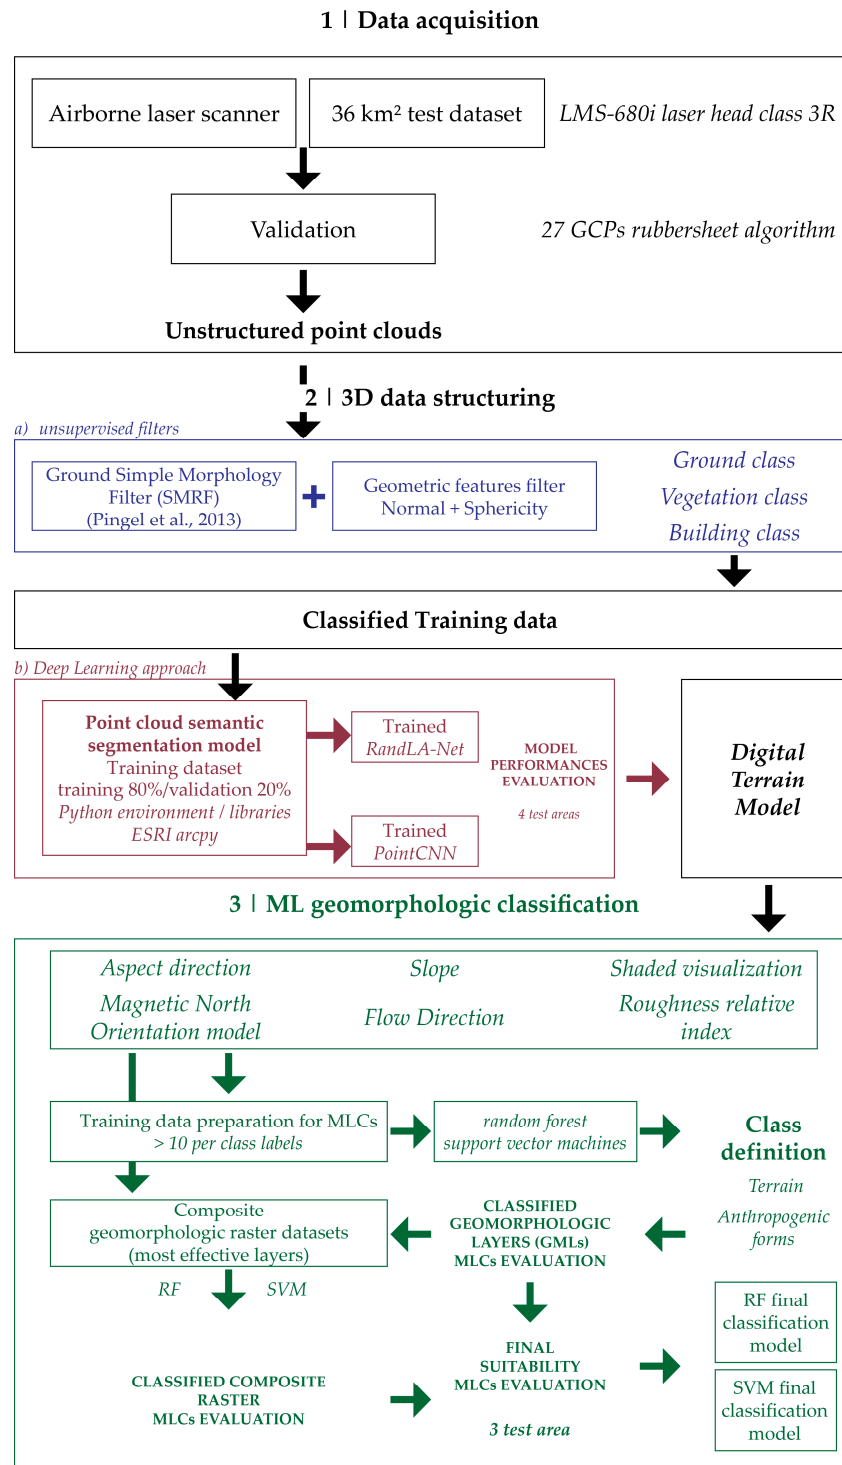 1 | Data acquisition
Airborne laser scanner
36 km² test dataset
LMS-680i laser head class 3R
Validation
27 GCPs rubbersheet algorithm
Unstructured point clouds
2 | 3D data structuring
a) unsupervised filters
Ground Simple Morphology
Filter (SMRF)
(Pingel et al., 2013)
+
Geometric features filter
Normal + Sphericity
Ground class
Vegetation class
Building class
Classified Training data
b) Deep Learning approach
Point cloud semantic
segmentation model
Training dataset
training 80%/validation 20%
Python environment / libraries
ESRI arcpy
Trained
RandLA-Net
Trained
PointCNN
MODEL
PERFORMANCES
EVALUATION
4 test areas
Digital
Terrain
Model
3 | ML geomorphologic classification
Aspect direction
Slope
Shaded visualization
Magnetic North
Orientation model
Flow Direction
Roughness relative
index
Training data preparation for MLCs
> 10 per class labels
random forest
support vector machines
Class
definition
Terrain
Anthropogenic
forms
Composite
geomorphologic raster datasets
(most effective layers)
CLASSIFIED
GEOMORPHOLOGIC
LAYERS (GMLs)
MLCs EVALUATION
RF
SVM
CLASSIFIED COMPOSITE
RASTER
MLCs EVALUATION
FINAL
SUITABILITY
MLCs EVALUATION
3 test area
RF final
classification
model
SVM final
classification
model